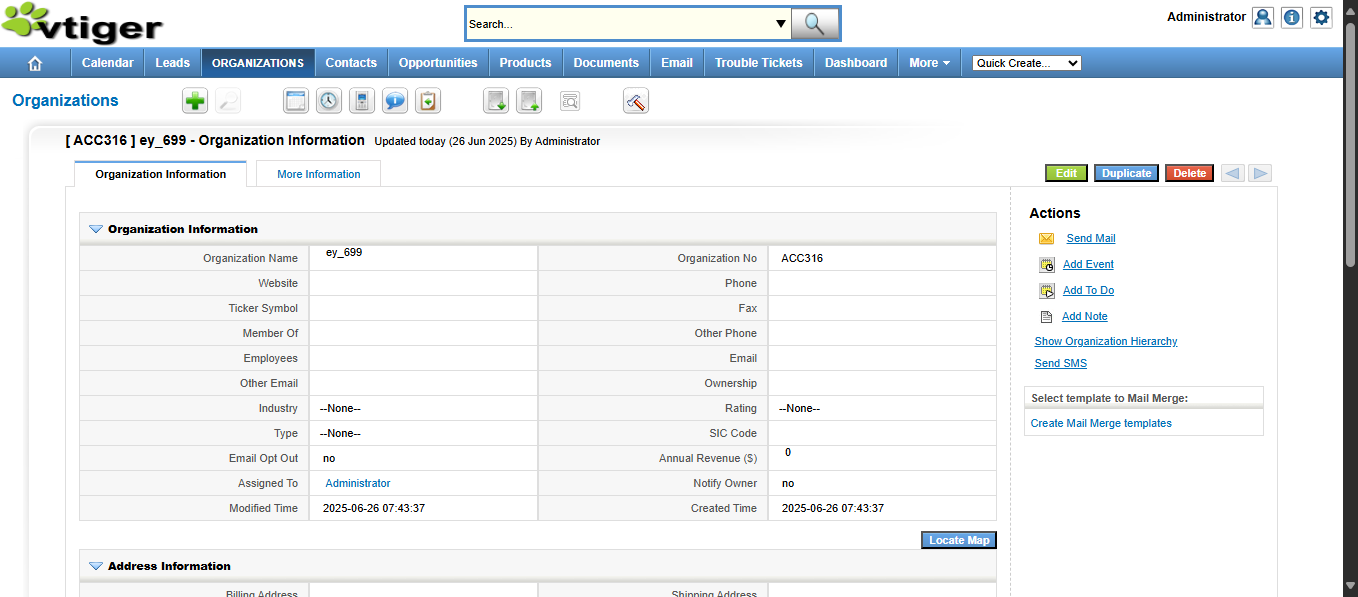 vtiger
Search...
Administrator
Calendar Leads ORGANIZATIONS Contacts Opportunities Products Documents Email Trouble Tickets Dashboard More Quick Create...
Organizations
[ ACC316 ] ey_699 - Organization Information Updated today (26 Jun 2025) By Administrator
Organization Information More Information
Edit Duplicate Delete
Organization Information
Organization Name ey_699 Organization No ACC316
Website Phone
Ticker Symbol Fax
Member Of Other Phone
Employees Email
Other Email Ownership
Industry --None-- Rating --None--
Type --None-- SIC Code
Email Opt Out no Annual Revenue ($) 0
Assigned To Administrator Notify Owner no
Modified Time 2025-06-26 07:43:37 Created Time 2025-06-26 07:43:37
Locate Map
Address Information
Billing Address Shipping Address
Actions
Send Mail
Add Event
Add To Do
Add Note
Show Organization Hierarchy
Send SMS
Select template to Mail Merge:
Create Mail Merge templates